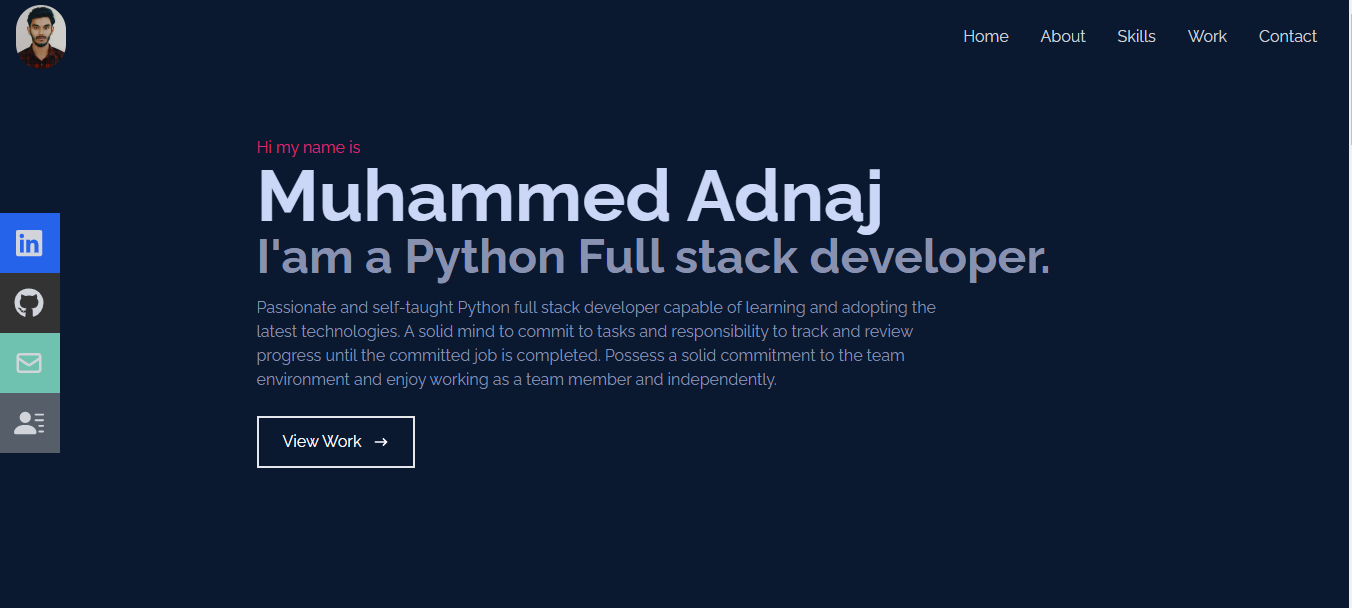 Home About Skills Work Contact
Hi my name is
Muhammed Adnaj
I'am a Python Full stack developer.
Passionate and self-taught Python full stack developer capable of learning and adopting the
latest technologies. A solid mind to commit to tasks and responsibility to track and review
progress until the committed job is completed. Possess a solid commitment to the team
environment and enjoy working as a team member and independently.
in
View Work →